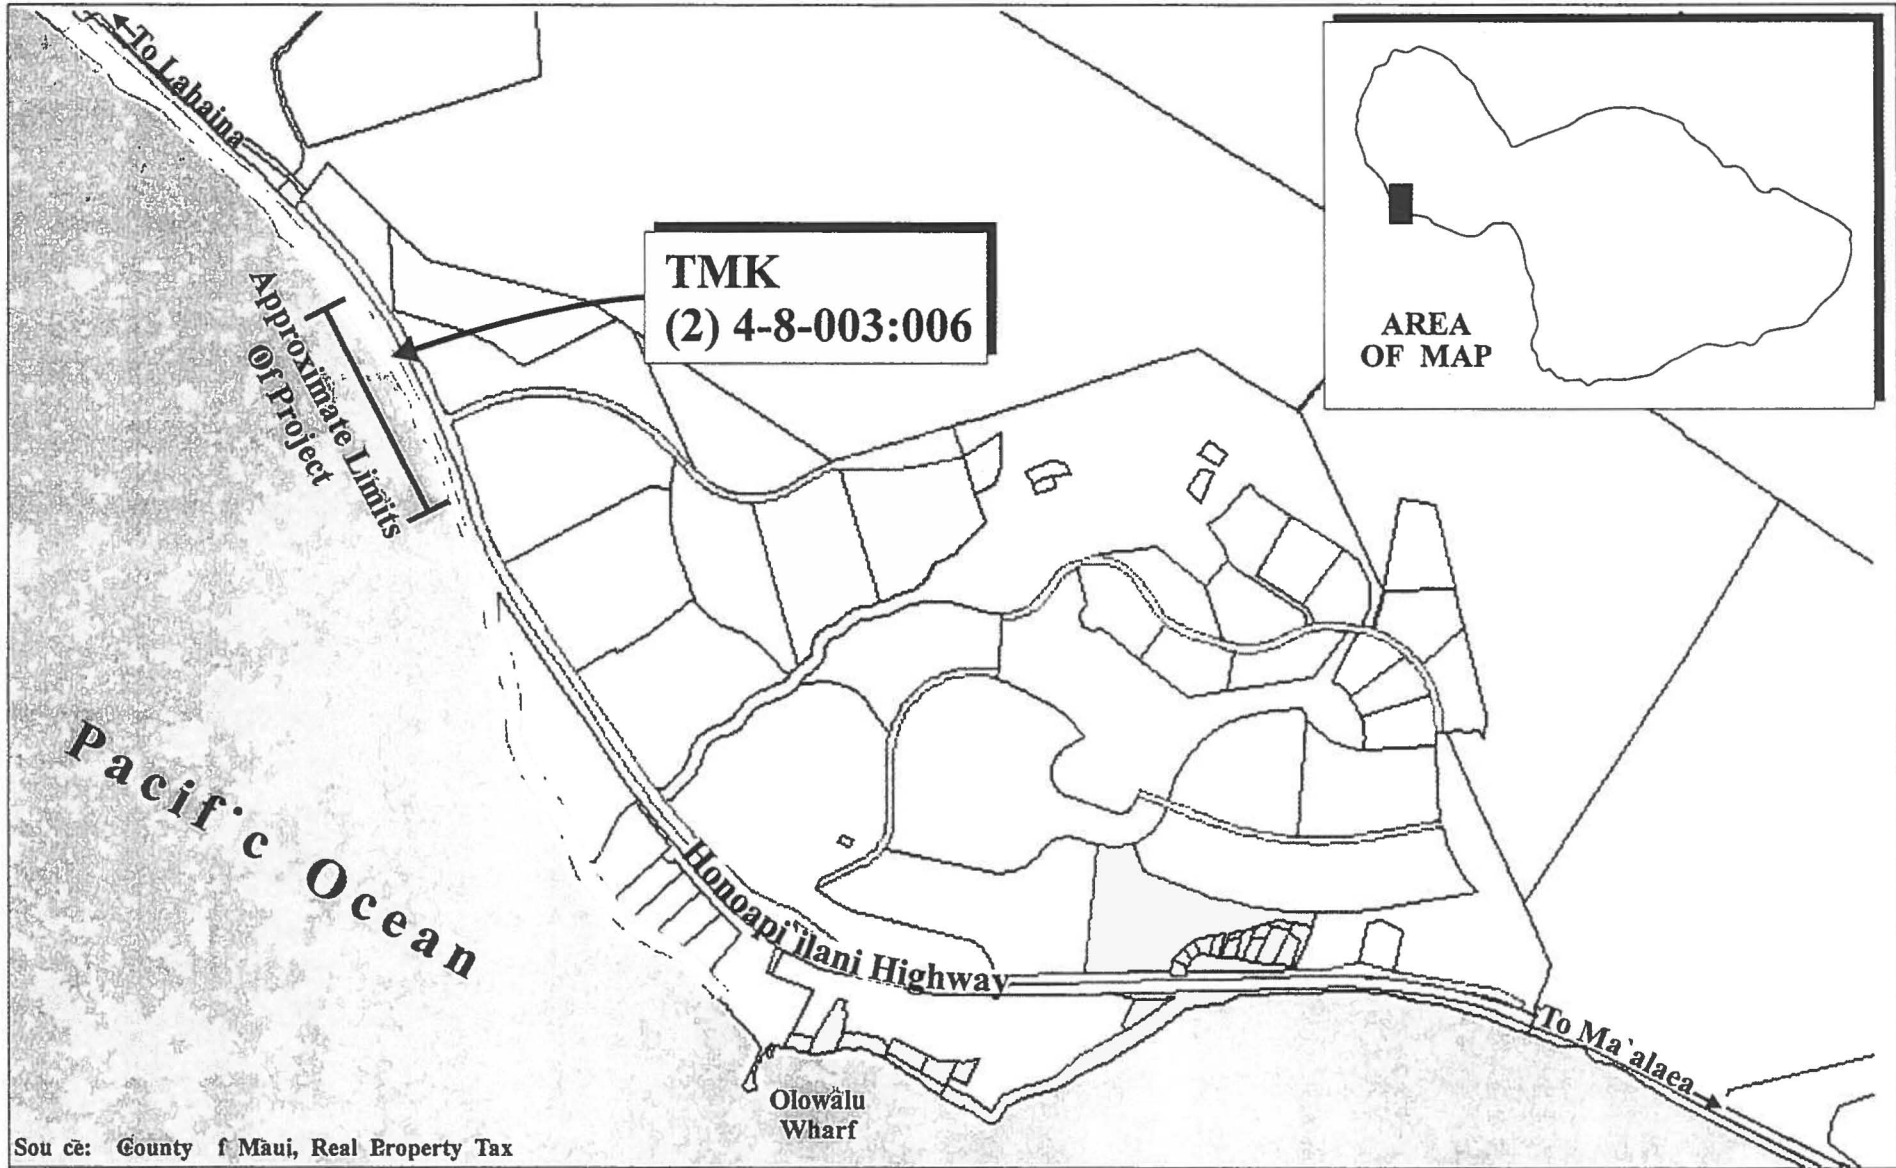 To Lahaina
TMK
(2) 4-8-003:006
AREA
OF MAP
Approximate Limits
Of Project
Pacif c Ocean
Honoapi`ilani Highway
To Ma`alaea
Olowalu
Wharf
Sou ce: County f Maui, Real Property Tax